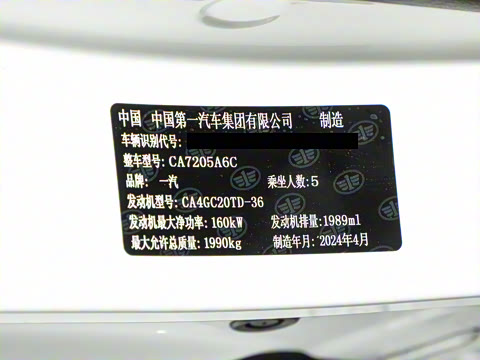 中国 中国第一汽车集团有限公司 制造
车辆识别代号:
整车型号: CA7205A6C
品牌: 一汽 乘坐人数: 5
发动机型号: CA4GC20TD-36
发动机最大净功率: 160kW 发动机排量: 1989ml
最大允许总质量: 1990kg 制造年月: 2024年4月